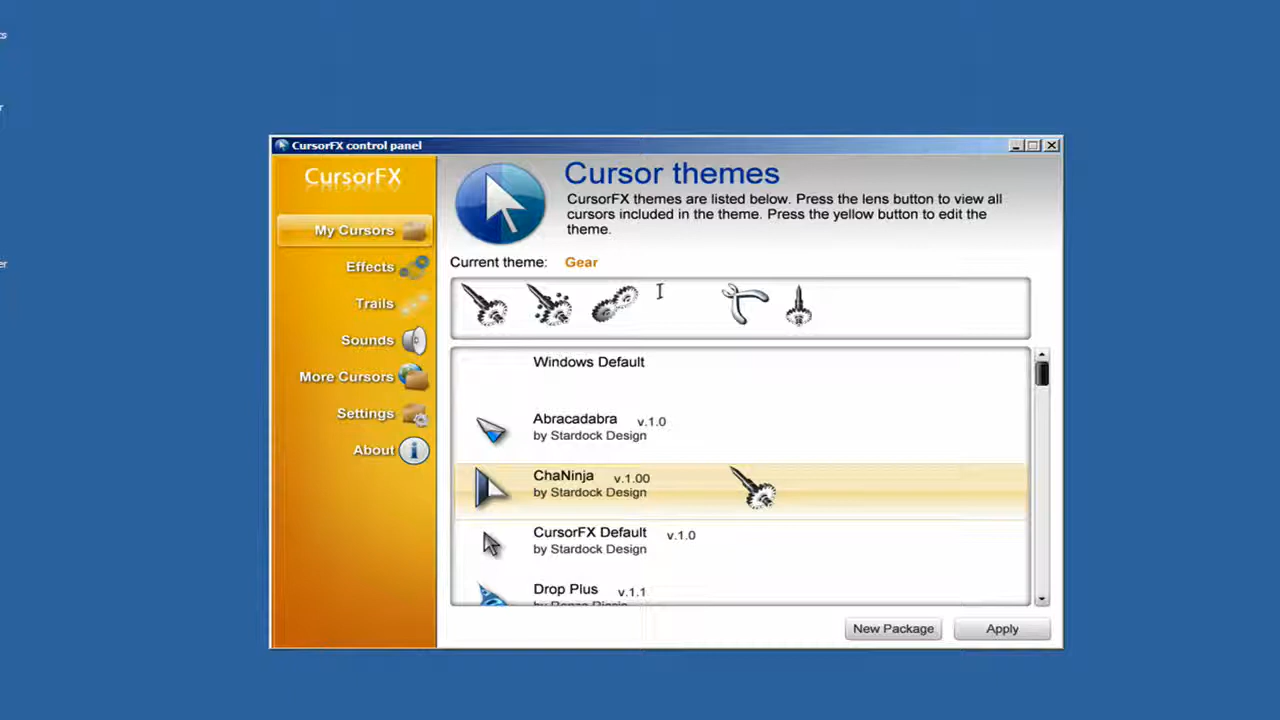 cs
r
er
CursorFX control panel
CursorFX
My Cursors
Effects
Trails
Sounds
More Cursors
Settings
About
Cursor themes
CursorFX themes are listed below. Press the lens button to view all
cursors included in the theme. Press the yellow button to edit the
theme.
Current theme: Gear
Windows Default
Abracadabra v.1.0
by Stardock Design
ChaNinja v.1.00
by Stardock Design
CursorFX Default v.1.0
by Stardock Design
Drop Plus v.1.1
New Package
Apply